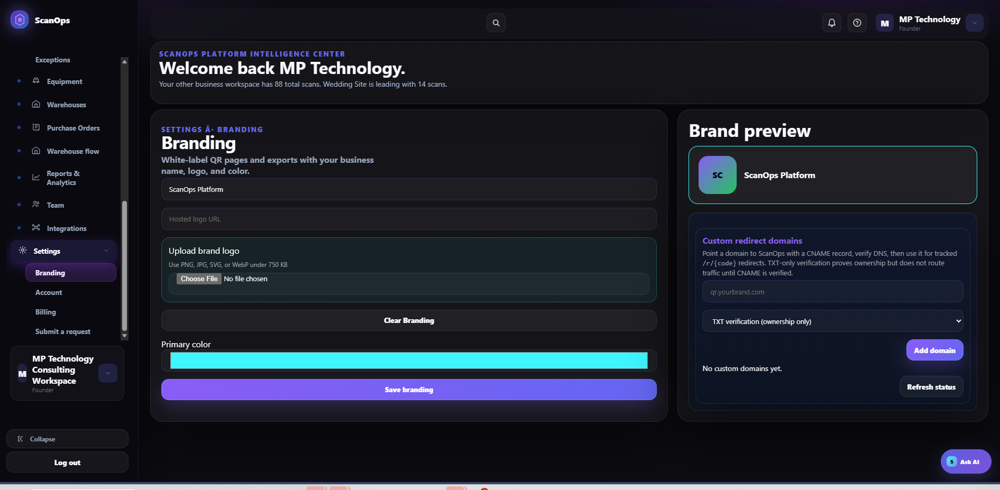 ScanOps
Exceptions
Equipment
Warehouses
Purchase Orders
Warehouse flow
Reports &
Analytics
Team
Integrations
Settings
Branding
Account
Billing
Submit a request
M
MP Technology
Consulting
Workspace
Founder
Collapse
Log out
M
MP Technology
Founder
SCANOPS PLATFORM INTELLIGENCE CENTER
Welcome back MP Technology.
Your other business workspace has 88 total scans. Wedding Site is leading with 14 scans.
SETTINGS Â· BRANDING
Branding
White-label QR pages and exports with your business
name, logo, and color.
ScanOps Platform
Hosted logo URL
Upload brand logo
Use PNG, JPG, SVG, or WebP under 750 KB
Choose File No file chosen
Clear Branding
Primary color
Save branding
Brand preview
SC
ScanOps Platform
Custom redirect domains
Point a domain to ScanOps with a CNAME record, verify DNS, then use it for tracked
/r/{code} redirects. TXT-only verification proves ownership but does not route
traffic until CNAME is verified.
qr.yourbrand.com
TXT verification (ownership only)
Add domain
No custom domains yet.
Refresh status
S Ask AI